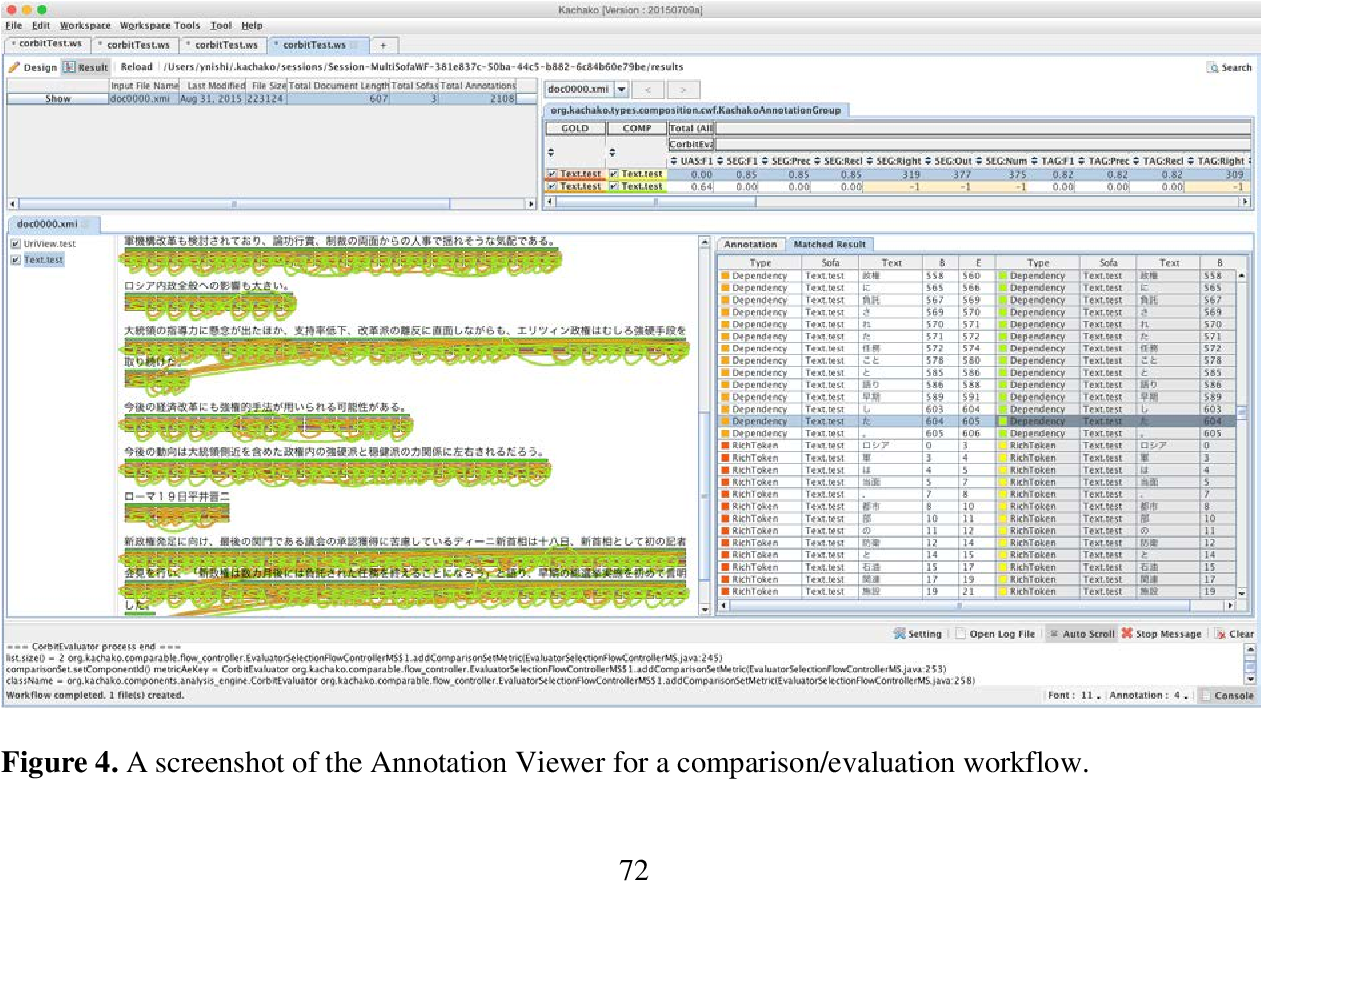 Kachako [Version : 20150709a]
File Edit Workspace Workspace Tools Tool Help
* corbitTest.ws * corbitTest.ws * corbitTest.ws * corbitTest.ws +
Design Result Reload /Users/ynishi/.kachako/sessions/Session-MultiSofaWF-381e837c-50ba-44c5-b882-6c84b60e79be/results Search
Input File Name Last Modified File Size Total Document Length Total Sofas Total Annotations
Show doc0000.xmi Aug 31, 2015 223124 607 3 2108
doc0000.xmi < >
org.kachako.types.composition.cwf.KachakoAnnotationGroup
GOLD COMP Total (All
CorbitEva
UAS:F1 SEG:F1 SEG:Prec SEG:Recl SEG:Right SEG:Out SEG:Num TAG:F1 TAG:Prec TAG:Recl TAG:Right
Text.test Text.test 0.00 0.85 0.85 0.85 319 377 375 0.82 0.82 0.82 309
Text.test Text.test 0.64 0.00 0.00 0.00 -1 -1 -1 0.00 0.00 0.00 -1
doc0000.xmi
UriView.test
Text.test
軍機構改革も検討されており、論功行賞、制裁の両面からの人事で揺れそうな気配である。
ロシア内政全般への影響も大きい。
大統領の指導力に懸念が出たほか、支持率低下、改革派の離反に直面しながらも、エリツィン政権はむしろ強硬手段を
取り続けた。
今後の経済改革にも強権的手法が用いられる可能性がある。
今後の動向は大統領側近を含めた政権内の強硬派と穏健派の力関係に左右されるだろう。
ローマ19日平井晋二
新政権発足に向け、最後の関門である議会の承認獲得に苦慮しているディーニ新首相は十八日、新首相として初の記者
会見を行い、「新政権は数カ月後には負託された任務を終えることになろう」と語り、早期の総選挙実施を初めて言明
した。
Annotation Matched Result
Type Sofa Text B E Type Sofa Text B
Dependency Text.test 政権 558 560 Dependency Text.test 政権 558
Dependency Text.test に 565 566 Dependency Text.test に 565
Dependency Text.test 負託 567 569 Dependency Text.test 負託 567
Dependency Text.test さ 569 570 Dependency Text.test さ 569
Dependency Text.test れ 570 571 Dependency Text.test れ 570
Dependency Text.test た 571 572 Dependency Text.test た 571
Dependency Text.test 任務 572 574 Dependency Text.test 任務 572
Dependency Text.test こと 578 580 Dependency Text.test こと 578
Dependency Text.test と 585 586 Dependency Text.test と 585
Dependency Text.test 語り 586 588 Dependency Text.test 語り 586
Dependency Text.test 早期 589 591 Dependency Text.test 早期 589
Dependency Text.test し 603 604 Dependency Text.test し 603
Dependency Text.test た 604 605 Dependency Text.test た 604
Dependency Text.test 。 605 606 Dependency Text.test 。 605
RichToken Text.test ロシア 0 3 RichToken Text.test ロシア 0
RichToken Text.test 軍 3 4 RichToken Text.test 軍 3
RichToken Text.test は 4 5 RichToken Text.test は 4
RichToken Text.test 当面 5 7 RichToken Text.test 当面 5
RichToken Text.test 、 7 8 RichToken Text.test 、 7
RichToken Text.test 都市 8 10 RichToken Text.test 都市 8
RichToken Text.test 部 10 11 RichToken Text.test 部 10
RichToken Text.test の 11 12 RichToken Text.test の 11
RichToken Text.test 防衛 12 14 RichToken Text.test 防衛 12
RichToken Text.test と 14 15 RichToken Text.test と 14
RichToken Text.test 石油 15 17 RichToken Text.test 石油 15
RichToken Text.test 関連 17 19 RichToken Text.test 関連 17
RichToken Text.test 施設 19 21 RichToken Text.test 施設 19
Setting Open Log File Auto Scroll Stop Message Clear
=== CorbitEvaluator process end ===
list.size() = 2 org.kachako.comparable.flow_controller.EvaluatorSelectionFlowControllerMS$1.addComparisonSetMetric(EvaluatorSelectionFlowControllerMS.java:245)
comparisonSet.setComponentId() metricAeKey = CorbitEvaluator org.kachako.comparable.flow_controller.EvaluatorSelectionFlowControllerMS$1.addComparisonSetMetric(EvaluatorSelectionFlowControllerMS.java:253)
className = org.kachako.components.analysis_engine.CorbitEvaluator org.kachako.comparable.flow_controller.EvaluatorSelectionFlowControllerMS$1.addComparisonSetMetric(EvaluatorSelectionFlowControllerMS.java:258)
Workflow completed. 1 file(s) created. Font : 11 Annotation : 4 Console
Figure 4. A screenshot of the Annotation Viewer for a comparison/evaluation workflow.
72